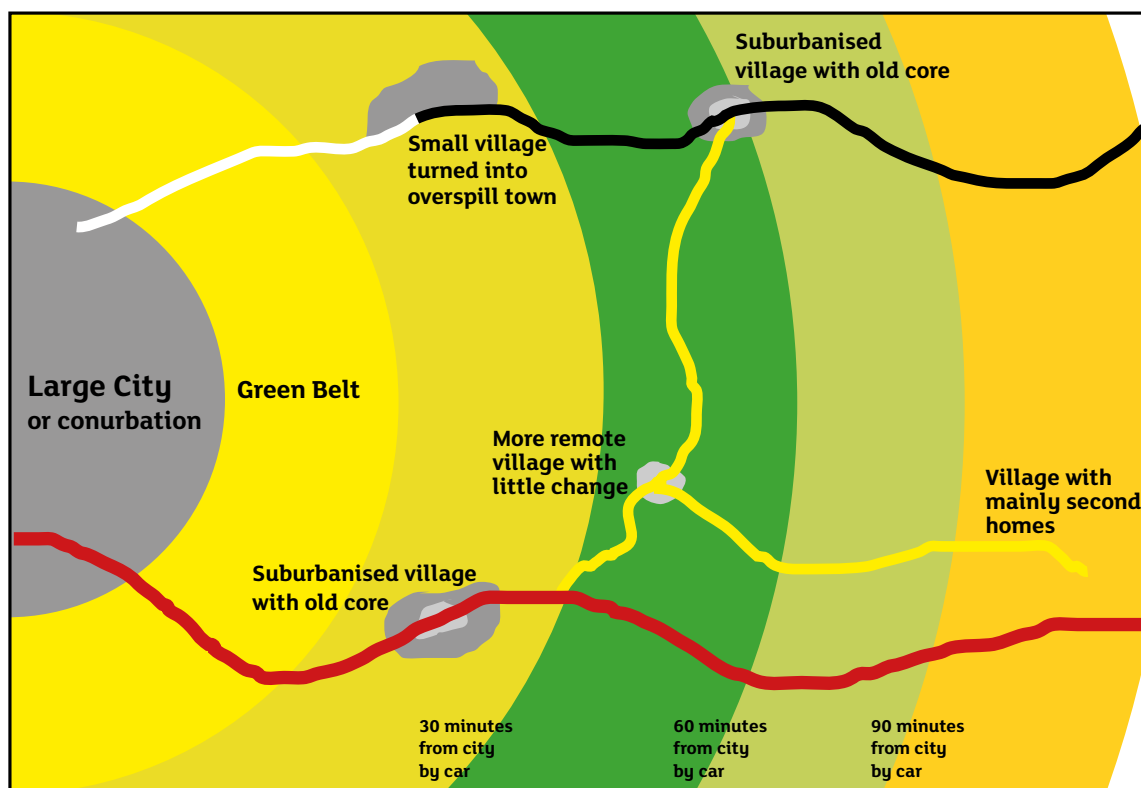 Suburbanised
village with old core
Small village
turned into
overspill town
Large City
or conurbation
Green Belt
More remote
village with
little change
Village with
mainly second
homes
Suburbanised village
with old core
30 minutes
from city
by car
60 minutes
from city
by car
90 minutes
from city
by car